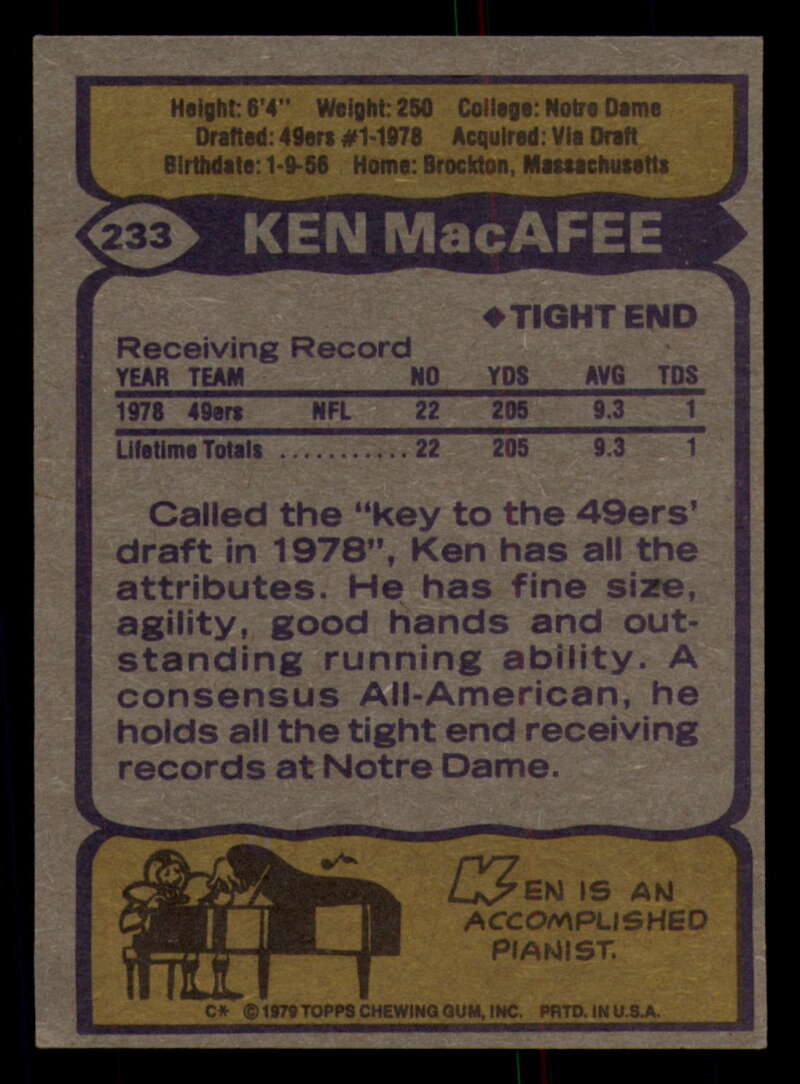 Height: 6'4" Weight: 250 College: Notre Dame
Drafted: 49ers #1-1978 Acquired: Via Draft
Birthdate: 1-9-56 Home: Brockton, Massachusetts
233 KEN MacAFEE
TIGHT END
Receiving Record
YEAR TEAM NO YDS AVG TDS
1978 49ers NFL 22 205 9.3 1
Lifetime Totals ........... 22 205 9.3 1
Called the "key to the 49ers'
draft in 1978", Ken has all the
attributes. He has fine size,
agility, good hands and out-
standing running ability. A
consensus All-American, he
holds all the tight end receiving
records at Notre Dame.
KEN IS AN
ACCOMPLISHED
PIANIST.
C* © 1979 TOPPS CHEWING GUM, INC. PRTD. IN U.S.A.